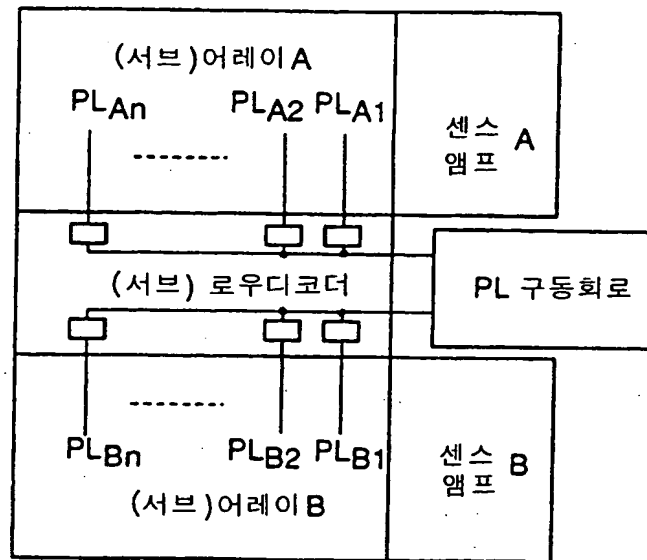 (서브)어레이 A
PLAn PLA2 PLA1
센스 앰프 A
(서브) 로우디코더
PL 구동회로
PLBn PLB2 PLB1
센스 앰프 B
(서브)어레이 B